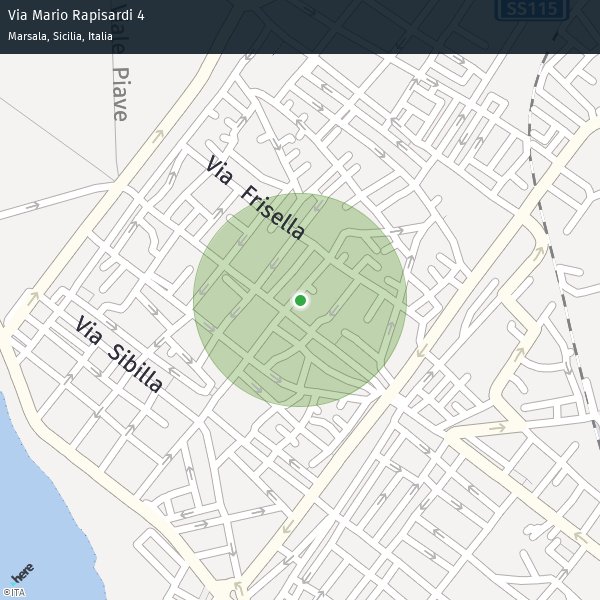 Via Mario Rapisardi 4
Marsala, Sicilia, Italia
SS115
Viale Piave
Via Frisella
Via Sibilla
here
©ITA